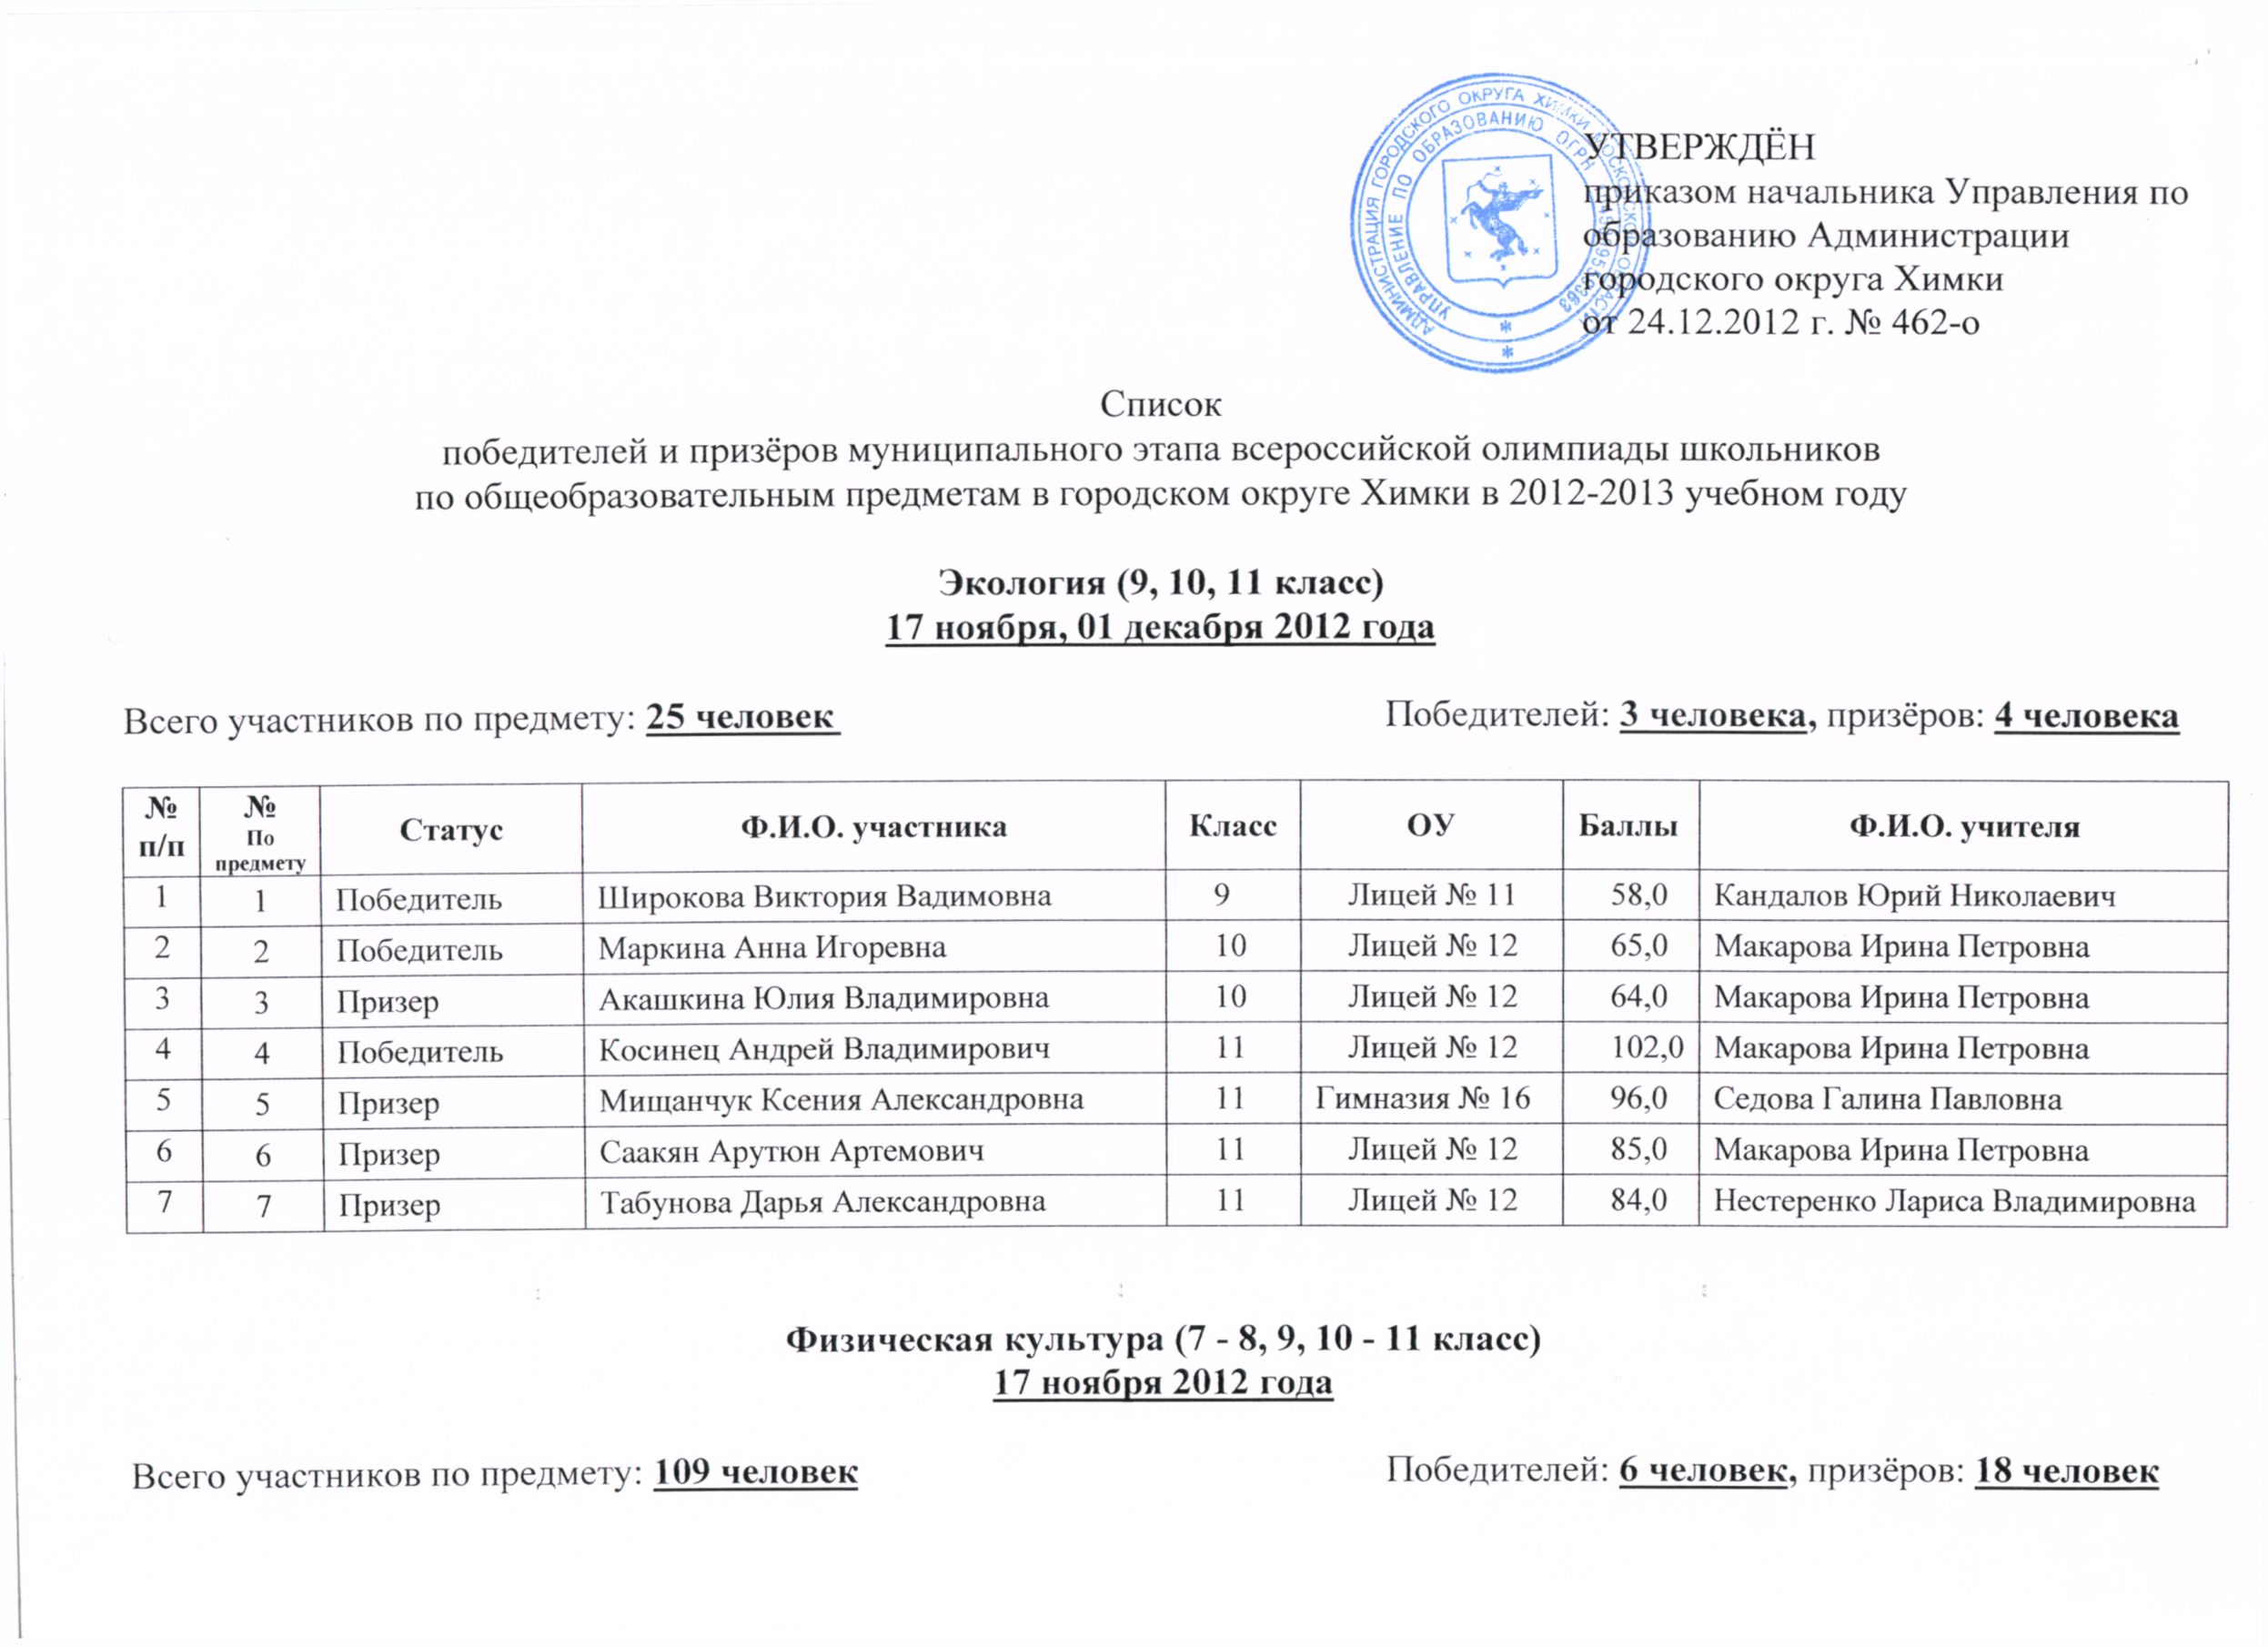 АДМИНИСТРАЦИЯ ГОРОДСКОГО ОКРУГА ХИМКИ МОСКОВСКОЙ ОБЛАСТИ
УПРАВЛЕНИЕ ПО ОБРАЗОВАНИЮ ОГРН
УТВЕРЖДЁН
приказом начальника Управления по
образованию Администрации
городского округа Химки
от 24.12.2012 г. № 462-о
Список
победителей и призёров муниципального этапа всероссийской олимпиады школьников
по общеобразовательным предметам в городском округе Химки в 2012-2013 учебном году
Экология (9, 10, 11 класс)
17 ноября, 01 декабря 2012 года
Всего участников по предмету: 25 человек Победителей: 3 человека, призёров: 4 человека
№ п/п № По предмету Статус Ф.И.О. участника Класс ОУ Баллы Ф.И.О. учителя
1 1 Победитель Широкова Виктория Вадимовна 9 Лицей № 11 58,0 Кандалов Юрий Николаевич
2 2 Победитель Маркина Анна Игоревна 10 Лицей № 12 65,0 Макарова Ирина Петровна
3 3 Призер Акашкина Юлия Владимировна 10 Лицей № 12 64,0 Макарова Ирина Петровна
4 4 Победитель Косинец Андрей Владимирович 11 Лицей № 12 102,0 Макарова Ирина Петровна
5 5 Призер Мищанчук Ксения Александровна 11 Гимназия № 16 96,0 Седова Галина Павловна
6 6 Призер Саакян Арутюн Артемович 11 Лицей № 12 85,0 Макарова Ирина Петровна
7 7 Призер Табунова Дарья Александровна 11 Лицей № 12 84,0 Нестеренко Лариса Владимировна
Физическая культура (7 - 8, 9, 10 - 11 класс)
17 ноября 2012 года
Всего участников по предмету: 109 человек Победителей: 6 человек, призёров: 18 человек